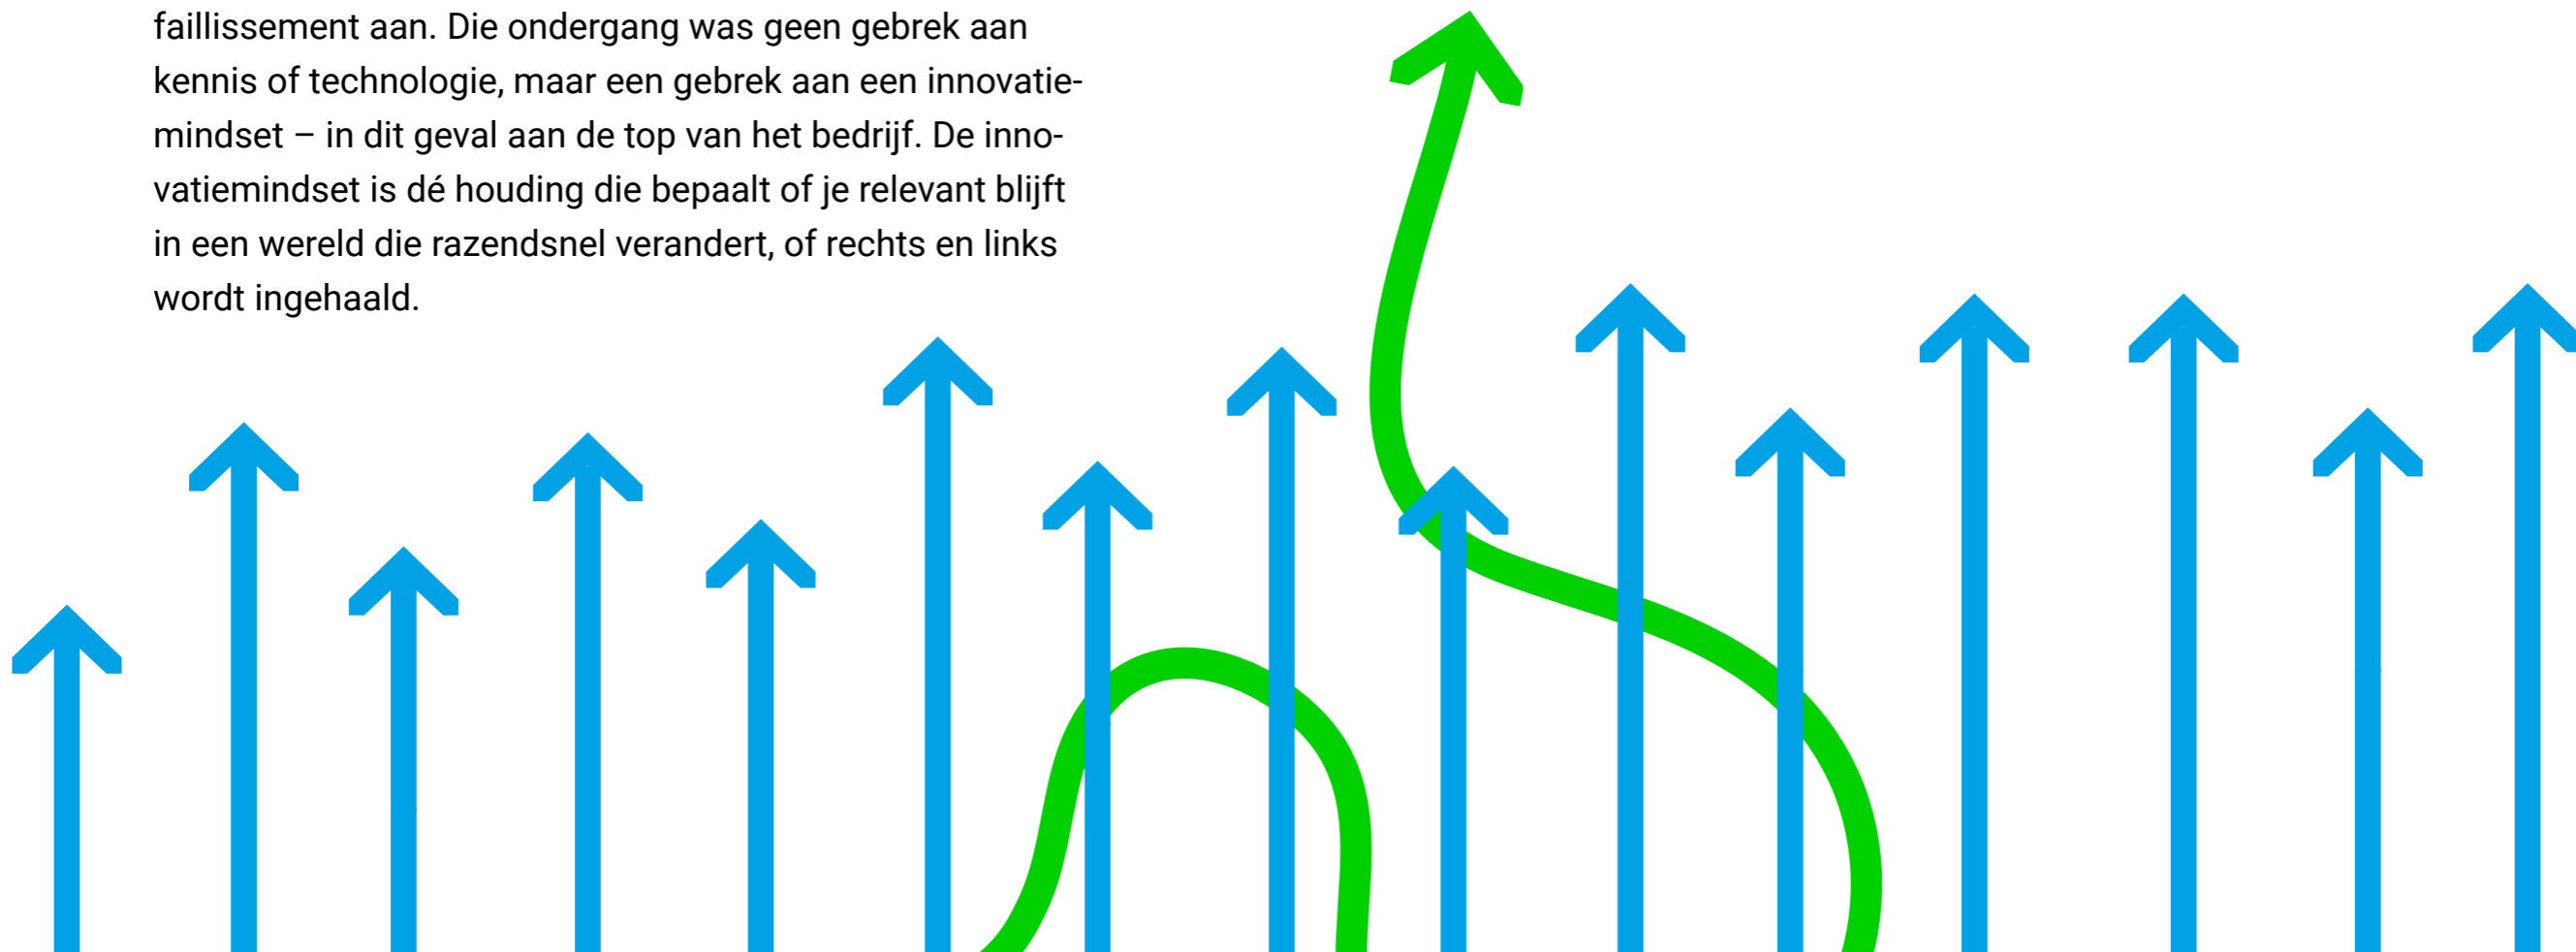 faillissement aan. Die ondergang was geen gebrek aan
kennis of technologie, maar een gebrek aan een innovatie-
mindset – in dit geval aan de top van het bedrijf. De inno-
vatiemindset is dé houding die bepaalt of je relevant blijft
in een wereld die razendsnel verandert, of rechts en links
wordt ingehaald.